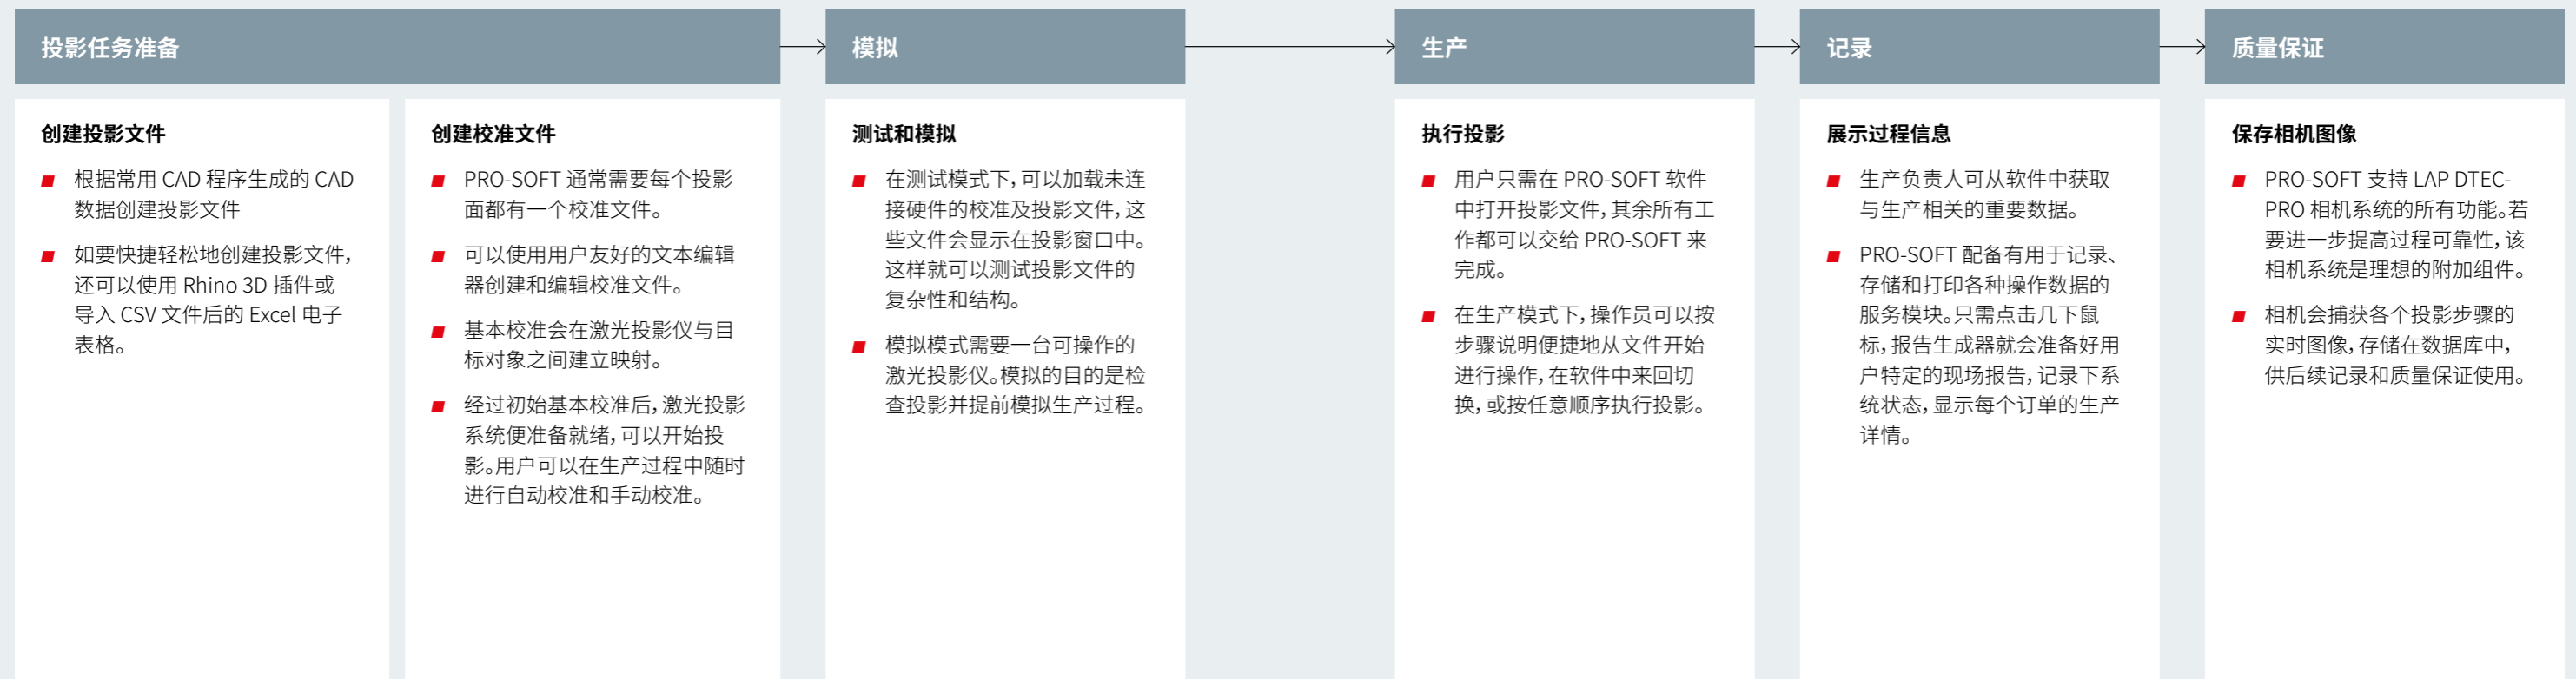 投影任务准备
模拟
生产
记录
质量保证
创建投影文件
根据常用 CAD 程序生成的 CAD
数据创建投影文件
如要快捷轻松地创建投影文件，
还可以使用 Rhino 3D 插件或
导入 CSV 文件后的 Excel 电子
表格。
创建校准文件
PRO-SOFT 通常需要每个投影
面都有一个校准文件。
可以使用用户友好的文本编辑
器创建和编辑校准文件。
基本校准会在激光投影仪与目
标对象之间建立映射。
经过初始基本校准后，激光投影
系统便准备就绪，可以开始投
影。用户可以在生产过程中随时
进行自动校准和手动校准。
测试和模拟
在测试模式下，可以加载未连
接硬件的校准及投影文件，这
些文件会显示在投影窗口中。
这样就可以测试投影文件的
复杂性和结构。
模拟模式需要一台可操作的
激光投影仪。模拟的目的是检
查投影并提前模拟生产过程。
执行投影
用户只需在 PRO-SOFT 软件
中打开投影文件，其余所有工
作都可以交给 PRO-SOFT 来
完成。
在生产模式下，操作员可以按
步骤说明便捷地从文件开始
进行操作，在软件中来回切
换，或按任意顺序执行投影。
展示过程信息
生产负责人可从软件中获取
与生产相关的重要数据。
PRO-SOFT 配备有用于记录、
存储和打印各种操作数据的
服务模块。只需点击几下鼠
标，报告生成器就会准备好用
户特定的现场报告，记录下系
统状态，显示每个订单的生产
详情。
保存相机图像
PRO-SOFT 支持 LAP DTEC-
PRO 相机系统的所有功能。若
要进一步提高过程可靠性，该
相机系统是理想的附加组件。
相机会捕获各个投影步骤的
实时图像，存储在数据库中，
供后续记录和质量保证使用。